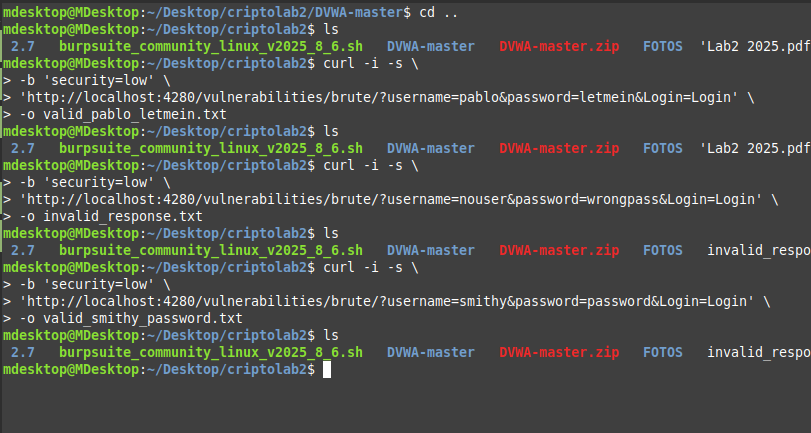 mdesktop@MDesktop:~/Desktop/criptolab2/DVWA-master$ cd ..
mdesktop@MDesktop:~/Desktop/criptolab2$ ls
2.7 burpsuite_community_linux_v2025_8_6.sh DVWA-master DVWA-master.zip FOTOS 'Lab2 2025.pdf
mdesktop@MDesktop:~/Desktop/criptolab2$ curl -i -s \
> -b 'security=low' \
> 'http://localhost:4280/vulnerabilities/brute/?username=pablo&password=letmein&Login=Login' \
> -o valid_pablo_letmein.txt
mdesktop@MDesktop:~/Desktop/criptolab2$ ls
2.7 burpsuite_community_linux_v2025_8_6.sh DVWA-master DVWA-master.zip FOTOS 'Lab2 2025.pdf
mdesktop@MDesktop:~/Desktop/criptolab2$ curl -i -s \
> -b 'security=low' \
> 'http://localhost:4280/vulnerabilities/brute/?username=nouser&password=wrongpass&Login=Login' \
> -o invalid_response.txt
mdesktop@MDesktop:~/Desktop/criptolab2$ ls
2.7 burpsuite_community_linux_v2025_8_6.sh DVWA-master DVWA-master.zip FOTOS invalid_respo
mdesktop@MDesktop:~/Desktop/criptolab2$ curl -i -s \
> -b 'security=low' \
> 'http://localhost:4280/vulnerabilities/brute/?username=smithy&password=password&Login=Login' \
> -o valid_smithy_password.txt
mdesktop@MDesktop:~/Desktop/criptolab2$ ls
2.7 burpsuite_community_linux_v2025_8_6.sh DVWA-master DVWA-master.zip FOTOS invalid_respo
mdesktop@MDesktop:~/Desktop/criptolab2$